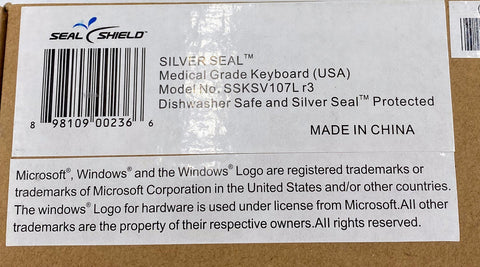 SEAL SHIELD™
SILVER SEAL™
Medical Grade Keyboard (USA)
Model No. SSKSV107L r3
Dishwasher Safe and Silver Seal™ Protected
8 98109 00236 6
MADE IN CHINA
Microsoft®, Windows® and the Windows® Logo are registered trademarks or
trademarks of Microsoft Corporation in the United States and/or other countries.
The windows® Logo for hardware is used under license from Microsoft.All other
trademarks are the property of their respective owners.All rights reserved.